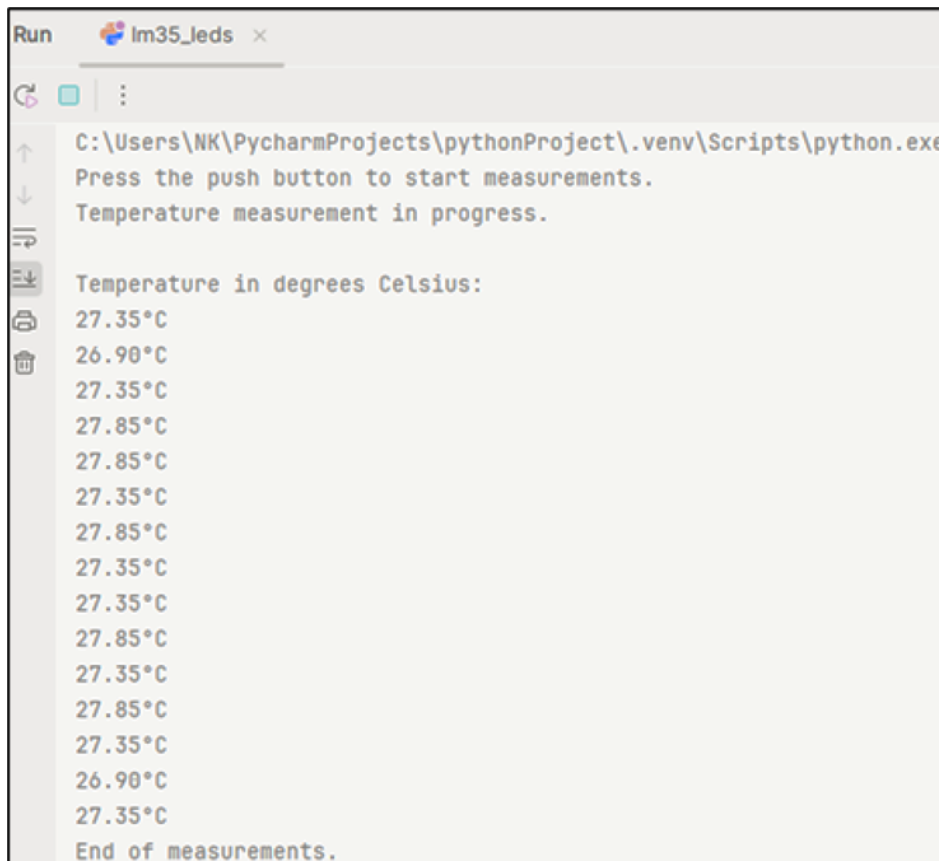 Run lm35_leds ×
C:\Users\NK\PycharmProjects\pythonProject\.venv\Scripts\python.exe
Press the push button to start measurements.
Temperature measurement in progress.
Temperature in degrees Celsius:
27.35°C
26.90°C
27.35°C
27.85°C
27.85°C
27.35°C
27.85°C
27.35°C
27.35°C
27.85°C
27.35°C
27.85°C
27.35°C
26.90°C
27.35°C
End of measurements.